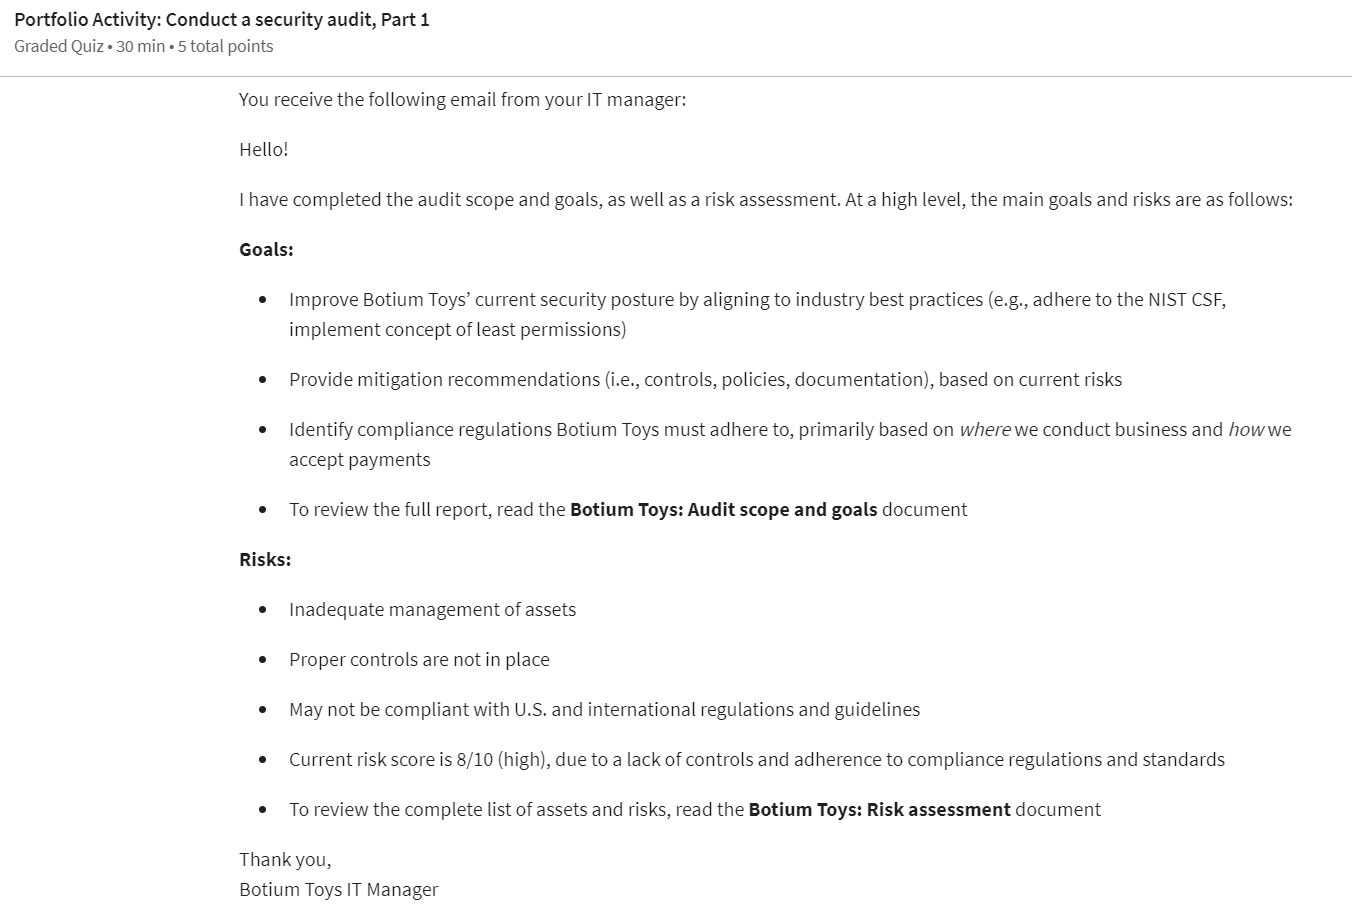 Portfolio Activity: Conduct a security audit, Part 1
Graded Quiz • 30 min • 5 total points
You receive the following email from your IT manager:
Hello!
I have completed the audit scope and goals, as well as a risk assessment. At a high level, the main goals and risks are as follows:
Goals:
• Improve Botium Toys’ current security posture by aligning to industry best practices (e.g., adhere to the NIST CSF,
implement concept of least permissions)
• Provide mitigation recommendations (i.e., controls, policies, documentation), based on current risks
• Identify compliance regulations Botium Toys must adhere to, primarily based on where we conduct business and how we
accept payments
• To review the full report, read the Botium Toys: Audit scope and goals document
Risks:
• Inadequate management of assets
• Proper controls are not in place
• May not be compliant with U.S. and international regulations and guidelines
• Current risk score is 8/10 (high), due to a lack of controls and adherence to compliance regulations and standards
• To review the complete list of assets and risks, read the Botium Toys: Risk assessment document
Thank you,
Botium Toys IT Manager